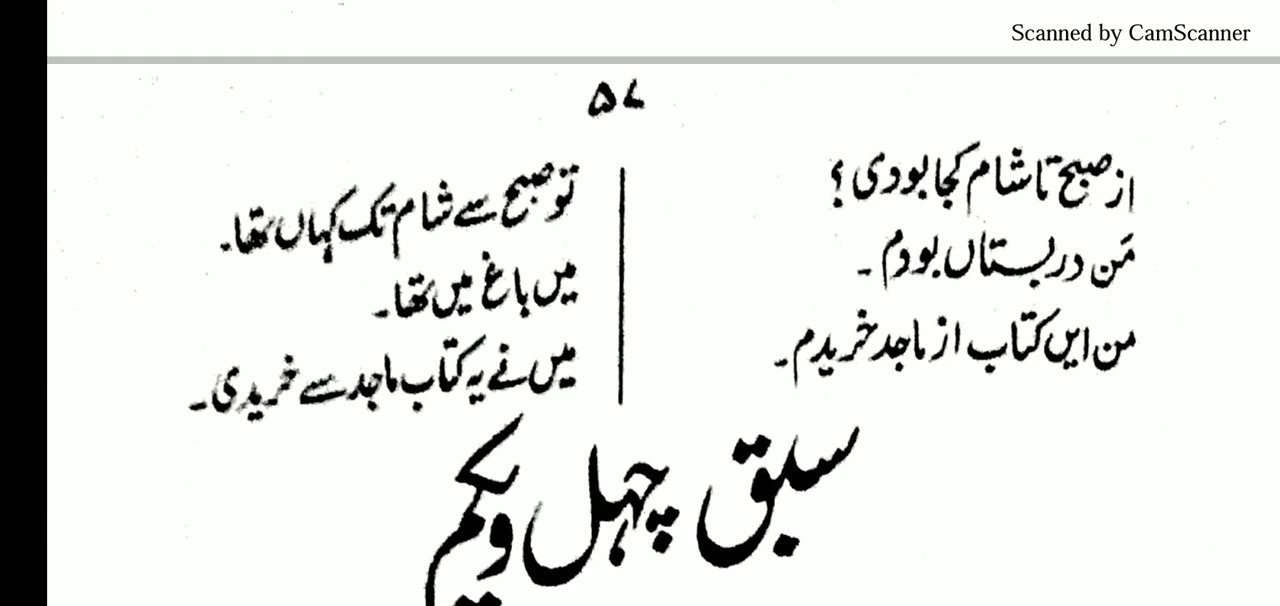 Scanned by CamScanner
۵۷
از صبح تا شام کجا بودی؟
من در بستاں بودم۔
من ایں کتاب از ماجد خریدم۔
تو صبح سے شام تک کہاں تھا۔
میں باغ میں تھا۔
میں نے یہ کتاب ماجد سے خریدی۔
سبق چہل ویکم